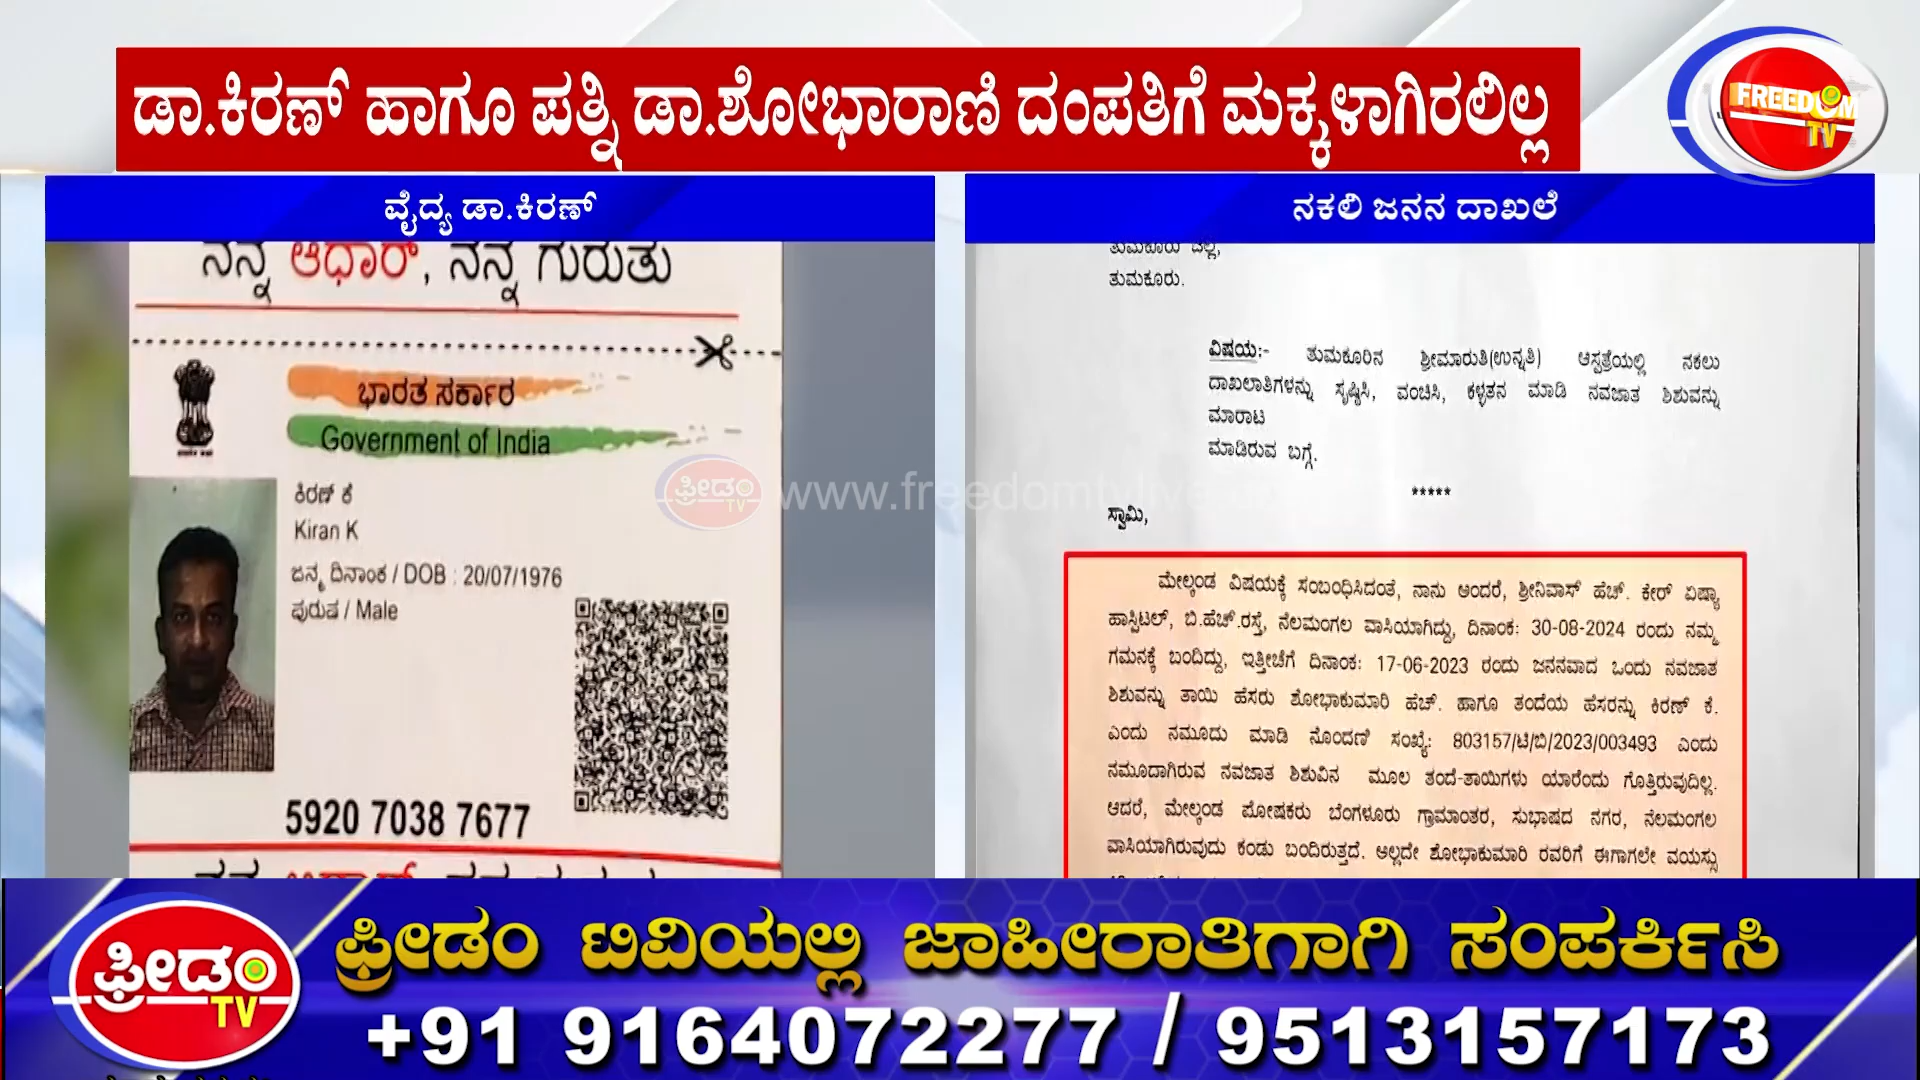 ಡಾ.ಕಿರಣ್ ಹಾಗೂ ಪತ್ನಿ ಡಾ.ಶೋಭಾರಾಣಿ ದಂಪತಿಗೆ ಮಕ್ಕಳಾಗಿರಲಿಲ್ಲ
FREEDOM
TV
ವೈದ್ಯ ಡಾ.ಕಿರಣ್
ನನ್ನ ಆಧಾರ್, ನನ್ನ ಗುರುತು
ಭಾರತ ಸರ್ಕಾರ
Government of India
ಕಿರಣ್ ಕೆ
Kiran K
ಜನ್ಮ ದಿನಾಂಕ / DOB : 20/07/1976
ಪುರುಷ / Male
5920 7038 7677
ನಕಲಿ ಜನನ ದಾಖಲೆ
ತುಮಕೂರು ಜಿಲ್ಲೆ,
ತುಮಕೂರು.
ವಿಷಯ:- ತುಮಕೂರಿನ ಶ್ರೀಮಾರುತಿ(ಉನ್ನತಿ) ಆಸ್ಪತ್ರೆಯಲ್ಲಿ ನಕಲು
ದಾಖಲಾತಿಗಳನ್ನು ಸೃಷ್ಟಿಸಿ, ವಂಚಿಸಿ, ಕಳ್ಳತನ ಮಾಡಿ ನವಜಾತ ಶಿಶುವನ್ನು
ಮಾರಾಟ
ಮಾಡಿರುವ ಬಗ್ಗೆ.
*****
ಸ್ವಾಮಿ,
ಮೇಲ್ಕಂಡ ವಿಷಯಕ್ಕೆ ಸಂಬಂಧಿಸಿದಂತೆ, ನಾನು ಅಂದರೆ, ಶ್ರೀನಿವಾಸ್ ಹೆಚ್. ಕೇರ್ ಏಷ್ಯಾ
ಹಾಸ್ಪಿಟಲ್, ಬಿ.ಹೆಚ್.ರಸ್ತೆ, ನೆಲಮಂಗಲ ವಾಸಿಯಾಗಿದ್ದು, ದಿನಾಂಕ: 30-08-2024 ರಂದು ನಮ್ಮ
ಗಮನಕ್ಕೆ ಬಂದಿದ್ದು, ಇತ್ತೀಚೆಗೆ ದಿನಾಂಕ: 17-06-2023 ರಂದು ಜನನವಾದ ಒಂದು ನವಜಾತ
ಶಿಶುವನ್ನು ತಾಯಿ ಹೆಸರು ಶೋಭಾಕುಮಾರಿ ಹೆಚ್. ಹಾಗೂ ತಂದೆಯ ಹೆಸರನ್ನು ಕಿರಣ್ ಕೆ.
ಎಂದು ನಮೂದು ಮಾಡಿ ನೊಂದಣಿ ಸಂಖ್ಯೆ: 803157/ಟಿ/ಬಿ/2023/003493 ಎಂದು
ನಮೂದಾಗಿರುವ ನವಜಾತ ಶಿಶುವಿನ ಮೂಲ ತಂದೆ-ತಾಯಿಗಳು ಯಾರೆಂದು ಗೊತ್ತಿರುವುದಿಲ್ಲ.
ಆದರೆ, ಮೇಲ್ಕಂಡ ಪೋಷಕರು ಬೆಂಗಳೂರು ಗ್ರಾಮಾಂತರ, ಸುಭಾಷದ ನಗರ, ನೆಲಮಂಗಲ
ವಾಸಿಯಾಗಿರುವುದು ಕಂಡು ಬಂದಿರುತ್ತದೆ. ಅಲ್ಲದೇ ಶೋಭಾಕುಮಾರಿ ರವರಿಗೆ ಈಗಾಗಲೇ ವಯಸ್ಸು
ಫ್ರೀಡಂ
TV
www.freedomtvlive
ಫ್ರೀಡಂ
TV
ಫ್ರೀಡಂ ಟಿವಿಯಲ್ಲಿ ಜಾಹೀರಾತಿಗಾಗಿ ಸಂಪರ್ಕಿಸಿ
+91 9164072277 / 9513157173